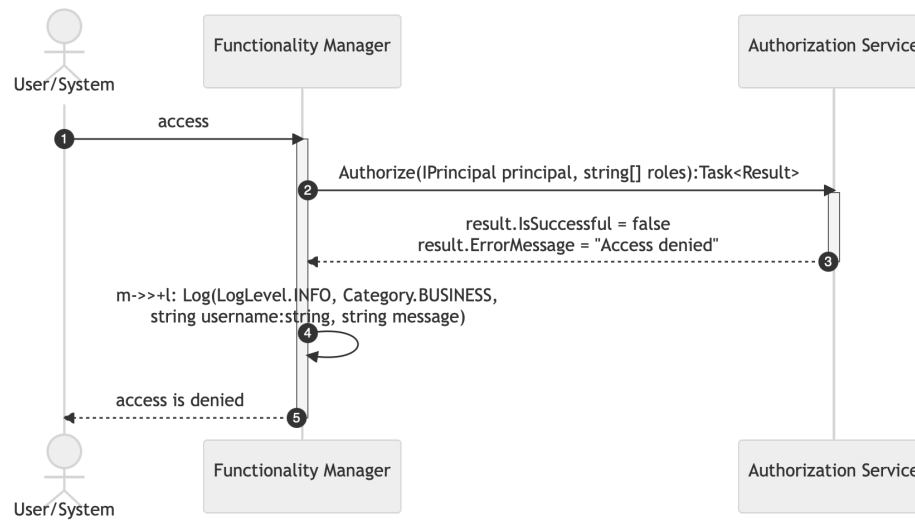 Functionality Manager
Authorization Service
User/System
1
access
2
Authorize(IPrincipal principal, string[] roles):Task<Result>
result.IsSuccessful = false
result.ErrorMessage = "Access denied"
3
m->>+l: Log(LogLevel.INFO, Category.BUSINESS,
string username:string, string message)
4
access is denied
5
User/System
Functionality Manager
Authorization Service